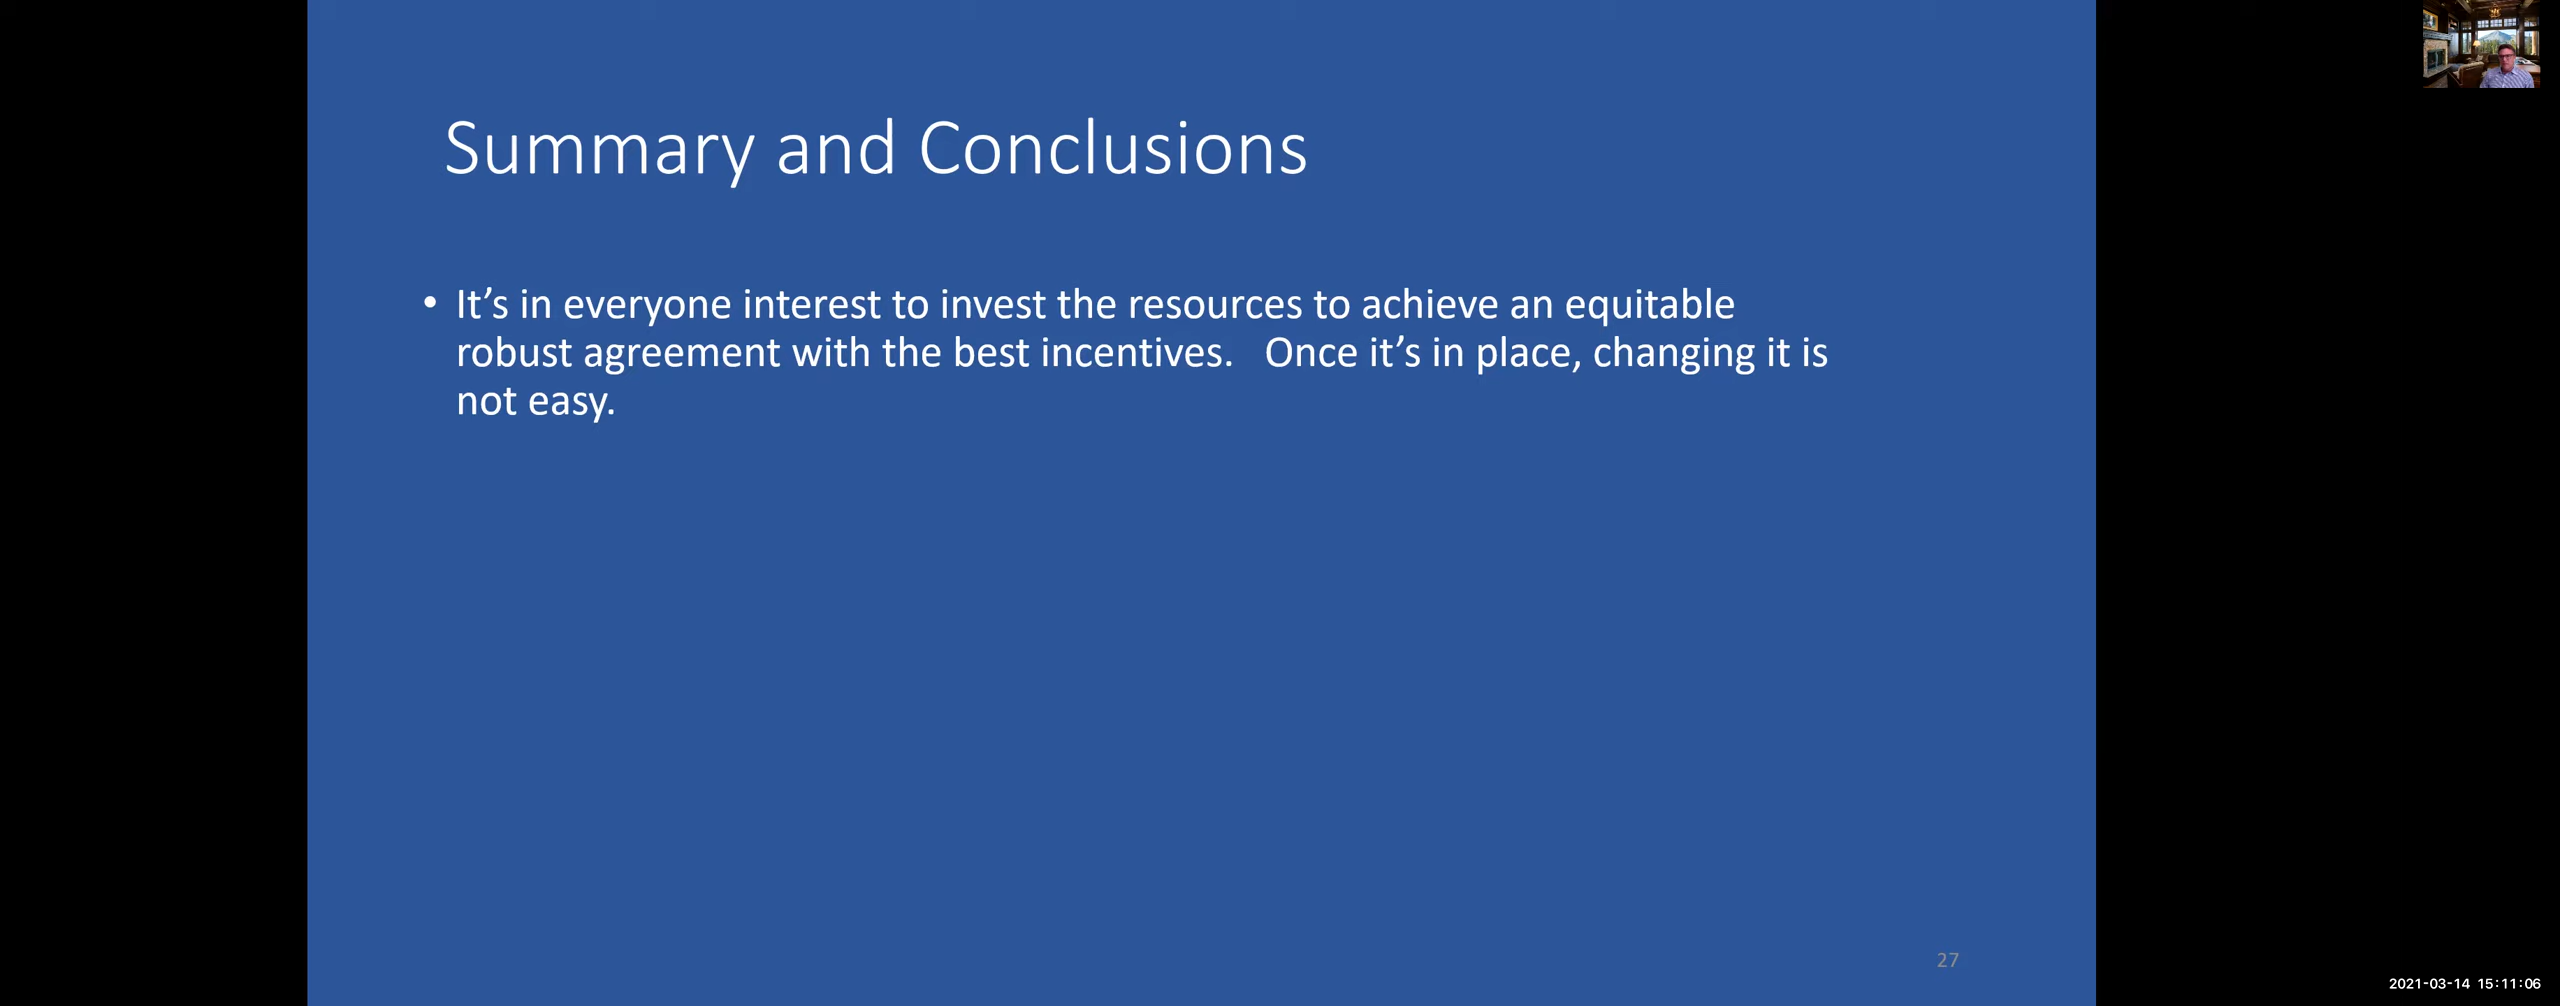 Summary and Conclusions
• It’s in everyone interest to invest the resources to achieve an equitable
robust agreement with the best incentives.   Once it’s in place, changing it is
not easy.
27
2021-03-14 15:11:06